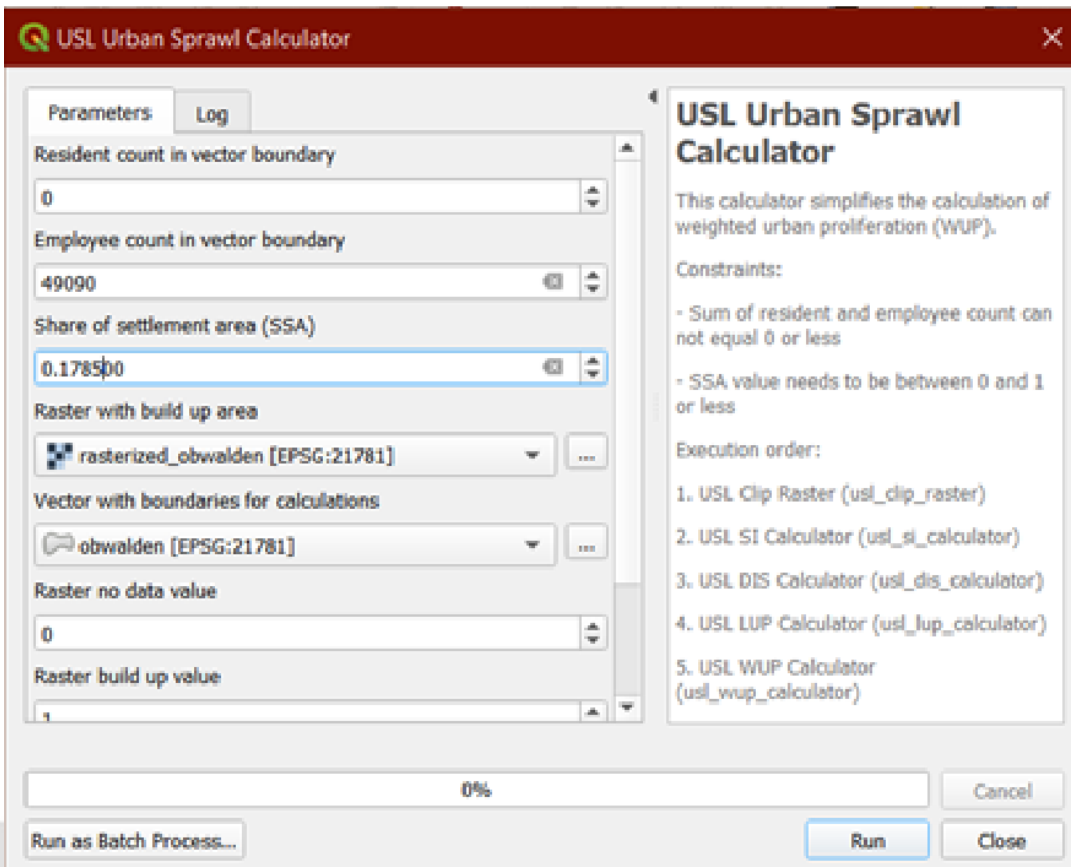 USL Urban Sprawl Calculator
Parameters
Log
Resident count in vector boundary
0
Employee count in vector boundary
49090
Share of settlement area (SSA)
0.178500
Raster with build up area
rasterized_obwalden [EPSG:21781]
...
Vector with boundaries for calculations
obwalden [EPSG:21781]
...
Raster no data value
0
Raster build up value
1
USL Urban Sprawl
Calculator
This calculator simplifies the calculation of
weighted urban proliferation (WUP).
Constraints:
- Sum of resident and employee count can
not equal 0 or less
- SSA value needs to be between 0 and 1
or less
Execution order:
1. USL Clip Raster (usl_clip_raster)
2. USL SI Calculator (usl_si_calculator)
3. USL DIS Calculator (usl_dis_calculator)
4. USL LUP Calculator (usl_lup_calculator)
5. USL WUP Calculator
(usl_wup_calculator)
0%
Cancel
Run as Batch Process...
Run
Close